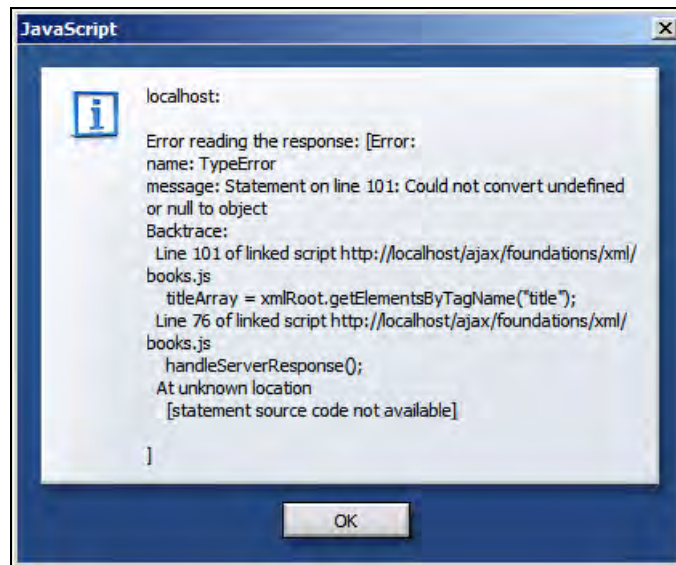 JavaScript
localhost:
Error reading the response: [Error:
name: TypeError
message: Statement on line 101: Could not convert undefined
or null to object
Backtrace:
Line 101 of linked script http://localhost/ajax/foundations/xml/
books.js
titleArray = xmlRoot.getElementsByTagName("title");
Line 76 of linked script http://localhost/ajax/foundations/xml/
books.js
handleServerResponse();
At unknown location
[statement source code not available]
]
OK